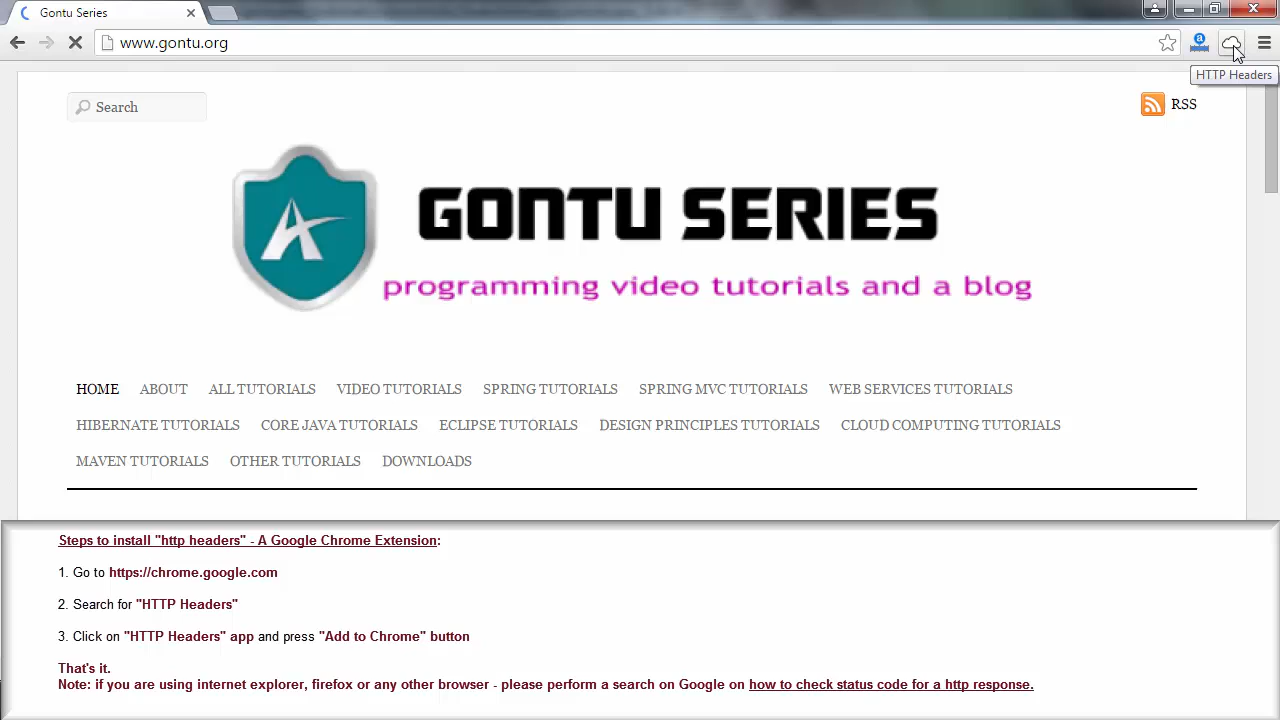 Gontu Series
www.gontu.org
HTTP Headers
Search
RSS
GONTU SERIES
programming video tutorials and a blog
HOME ABOUT ALL TUTORIALS VIDEO TUTORIALS SPRING TUTORIALS SPRING MVC TUTORIALS WEB SERVICES TUTORIALS
HIBERNATE TUTORIALS CORE JAVA TUTORIALS ECLIPSE TUTORIALS DESIGN PRINCIPLES TUTORIALS CLOUD COMPUTING TUTORIALS
MAVEN TUTORIALS OTHER TUTORIALS DOWNLOADS
Steps to install "http headers" - A Google Chrome Extension:
1. Go to https://chrome.google.com
2. Search for "HTTP Headers"
3. Click on "HTTP Headers" app and press "Add to Chrome" button
That's it.
Note: if you are using internet explorer, firefox or any other browser - please perform a search on Google on how to check status code for a http response.